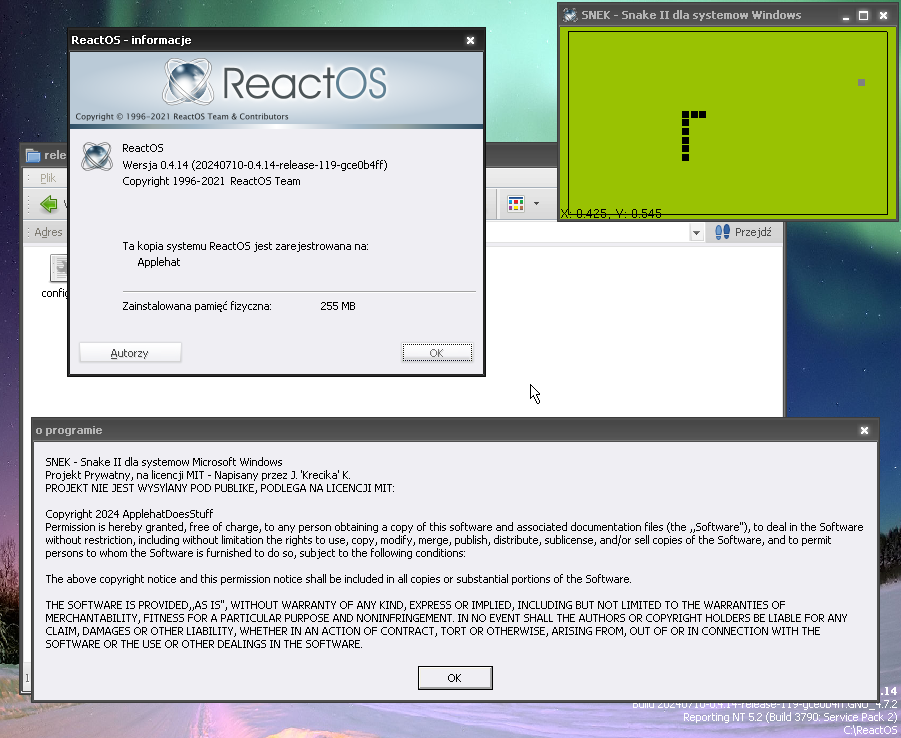 SNEK - Snake II dla systemow Windows
X: 0.425, Y: 0.545
ReactOS - informacje
ReactOS
Copyright © 1996-2021 ReactOS Team & Contributors
ReactOS
Wersja 0.4.14 (20240710-0.4.14-release-119-gce0b4ff)
Copyright 1996-2021 ReactOS Team
Ta kopia systemu ReactOS jest zarejestrowana na:
Applehat
Zainstalowana pamięć fizyczna: 255 MB
Autorzy OK
Plik
Adres
Przejdź
o programie
SNEK - Snake II dla systemow Microsoft Windows
Projekt Prywatny, na licencji MIT - Napisany przez J. 'Krecika' K.
PROJEKT NIE JEST WYSYłANY POD PUBLIKE, PODLEGA NA LICENCJI MIT:
Copyright 2024 ApplehatDoesStuff
Permission is hereby granted, free of charge, to any person obtaining a copy of this software and associated documentation files (the ,,Software"), to deal in the Software
without restriction, including without limitation the rights to use, copy, modify, merge, publish, distribute, sublicense, and/or sell copies of the Software, and to permit
persons to whom the Software is furnished to do so, subject to the following conditions:
The above copyright notice and this permission notice shall be included in all copies or substantial portions of the Software.
THE SOFTWARE IS PROVIDED,,AS IS", WITHOUT WARRANTY OF ANY KIND, EXPRESS OR IMPLIED, INCLUDING BUT NOT LIMITED TO THE WARRANTIES OF
MERCHANTABILITY, FITNESS FOR A PARTICULAR PURPOSE AND NONINFRINGEMENT. IN NO EVENT SHALL THE AUTHORS OR COPYRIGHT HOLDERS BE LIABLE FOR ANY
CLAIM, DAMAGES OR OTHER LIABILITY, WHETHER IN AN ACTION OF CONTRACT, TORT OR OTHERWISE, ARISING FROM, OUT OF OR IN CONNECTION WITH THE
SOFTWARE OR THE USE OR OTHER DEALINGS IN THE SOFTWARE.
OK
.14
Build 20240710-0.4.14-release-119-gce0b4ff.GNU_4.7.2
Reporting NT 5.2 (Build 3790: Service Pack 2)
C:\ReactOS